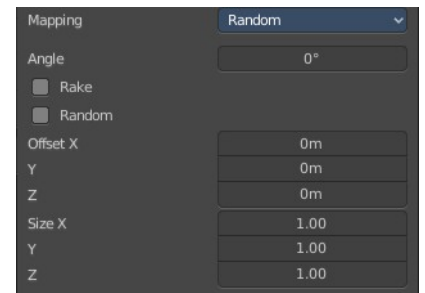 Mapping Random
Angle 0°
Rake
Random
Offset X 0m
Y 0m
Z 0m
Size X 1.00
Y 1.00
Z 1.00